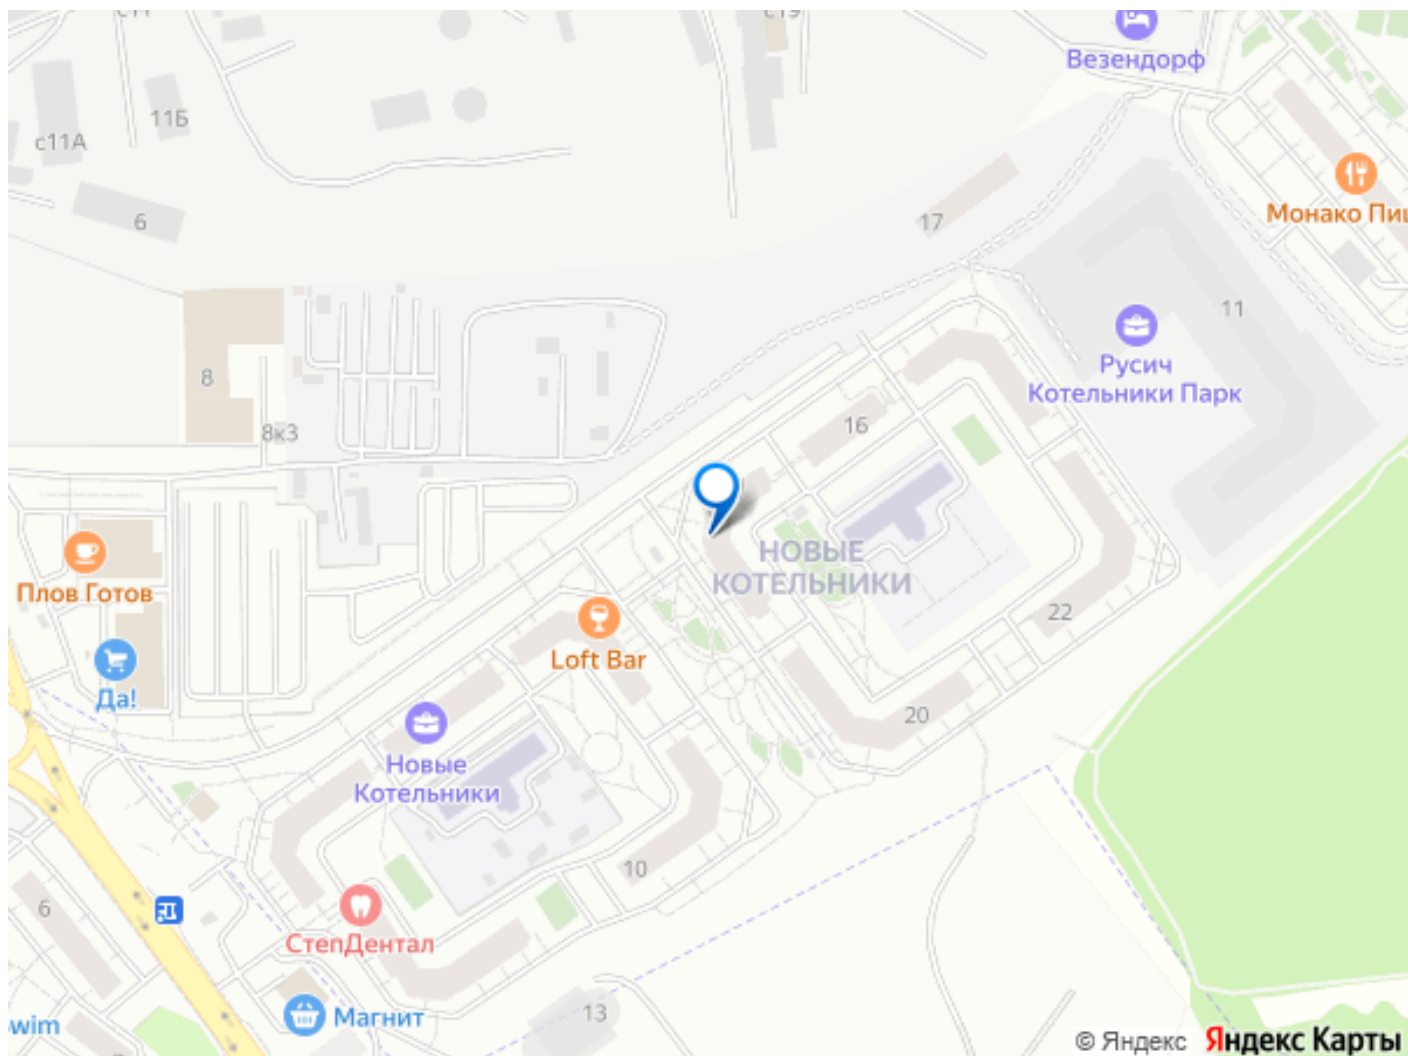 с19
Везендорф
11Б
с11А
Монако Пиц
6
17
11
Русич
Котельники Парк
8
16
8к3
НОВЫЕ
КОТЕЛЬНИКИ
Плов Готов
22
Loft Bar
Да!
20
Новые
Котельники
10
6
СтепДентал
13
Магнит
wim
© Яндекс Яндекс Карты